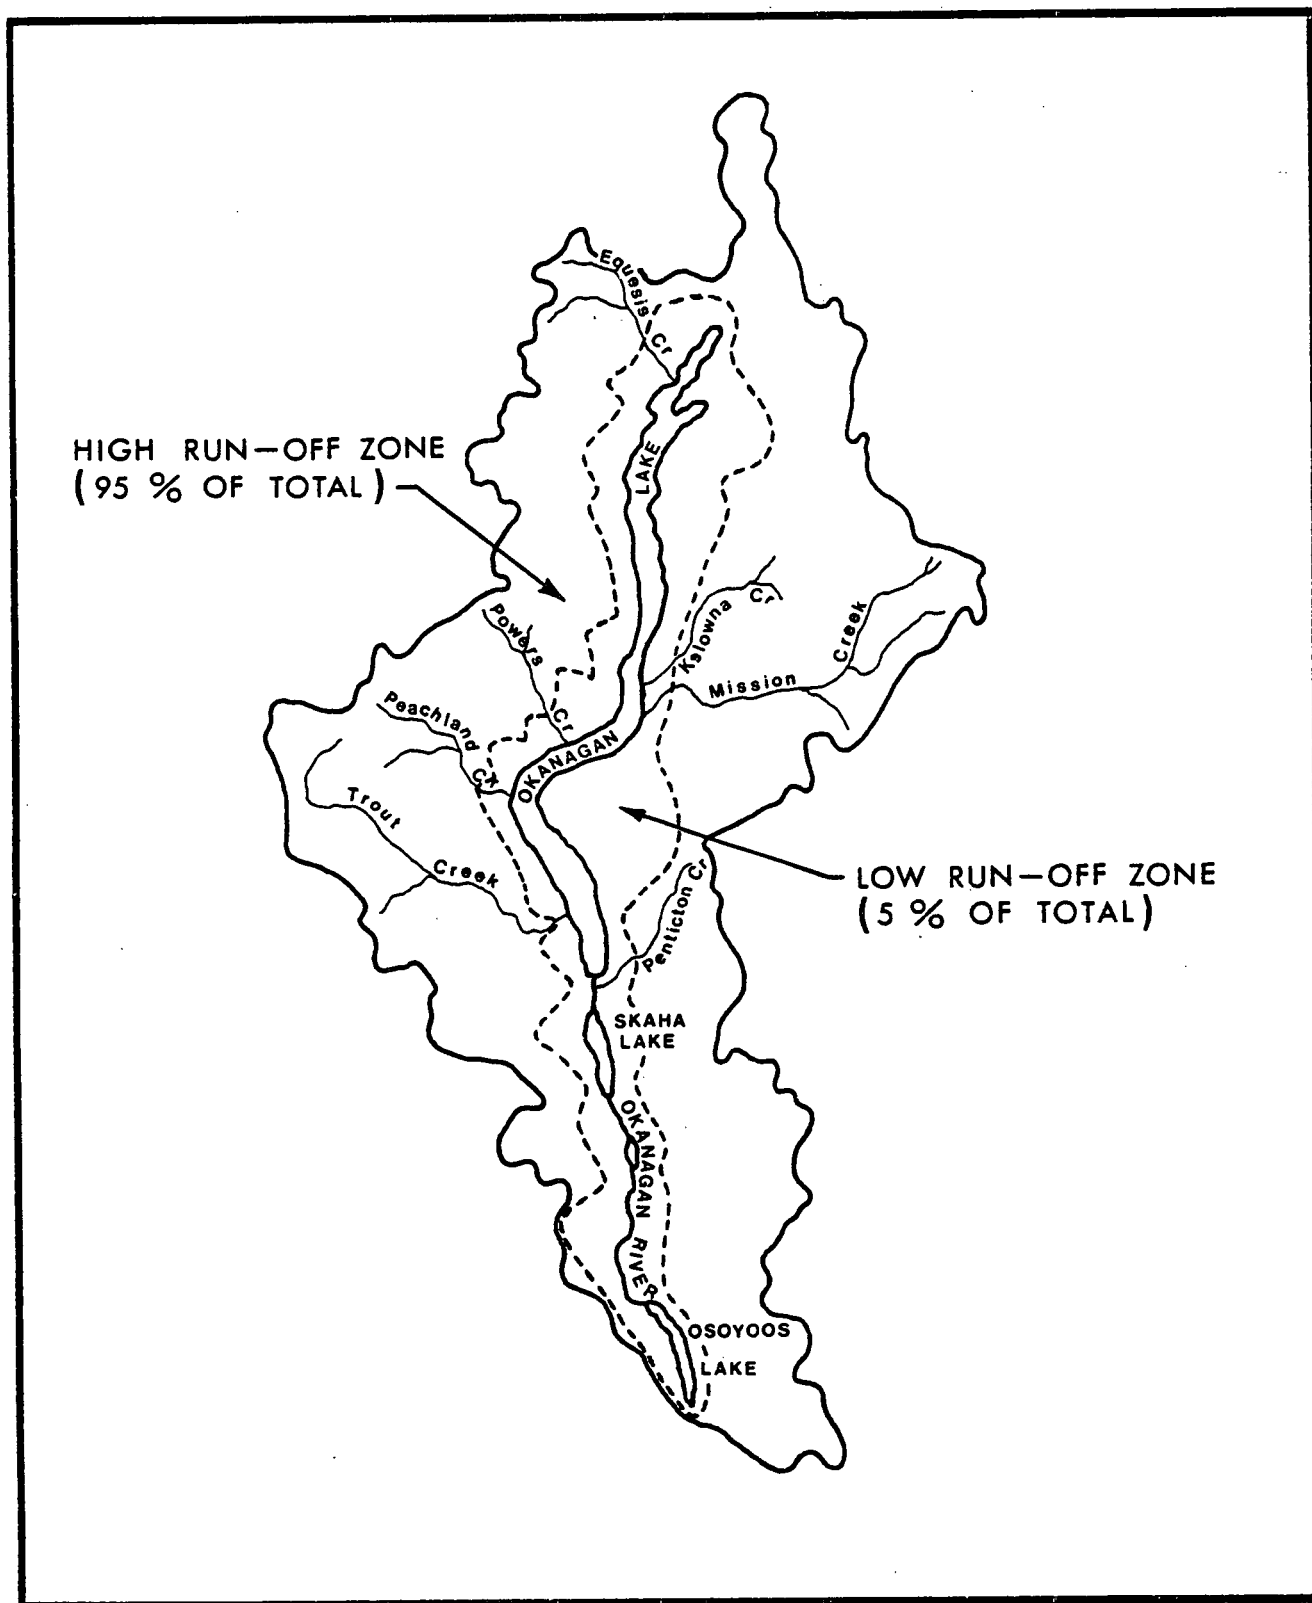 Equesis Cr
HIGH RUN-OFF ZONE
(95 % OF TOTAL)
LAKE
Powers Cr
Kelowna Cr
Mission Creek
Peachland Ck
OKANAGAN
Trout Creek
LOW RUN-OFF ZONE
(5 % OF TOTAL)
Penticton Cr
SKAHA
LAKE
OKANAGAN RIVER
OSOYOOS
LAKE